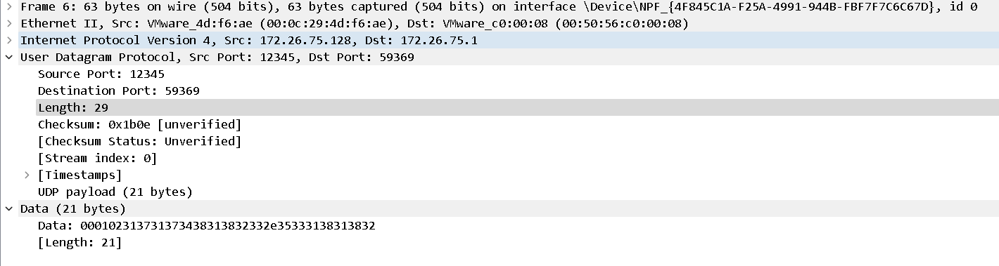 Frame 6: 63 bytes on wire (504 bits), 63 bytes captured (504 bits) on interface \Device\NPF_{4F845C1A-F25A-4991-944B-FBF7F7C6C67D}, id 0
Ethernet II, Src: VMware_4d:f6:ae (00:0c:29:4d:f6:ae), Dst: VMware_c0:00:08 (00:50:56:c0:00:08)
Internet Protocol Version 4, Src: 172.26.75.128, Dst: 172.26.75.1
User Datagram Protocol, Src Port: 12345, Dst Port: 59369
Source Port: 12345
Destination Port: 59369
Length: 29
Checksum: 0x1b0e [unverified]
[Checksum Status: Unverified]
[Stream index: 0]
[Timestamps]
UDP payload (21 bytes)
Data (21 bytes)
Data: 000102313731373438313832332e35333138313832
[Length: 21]